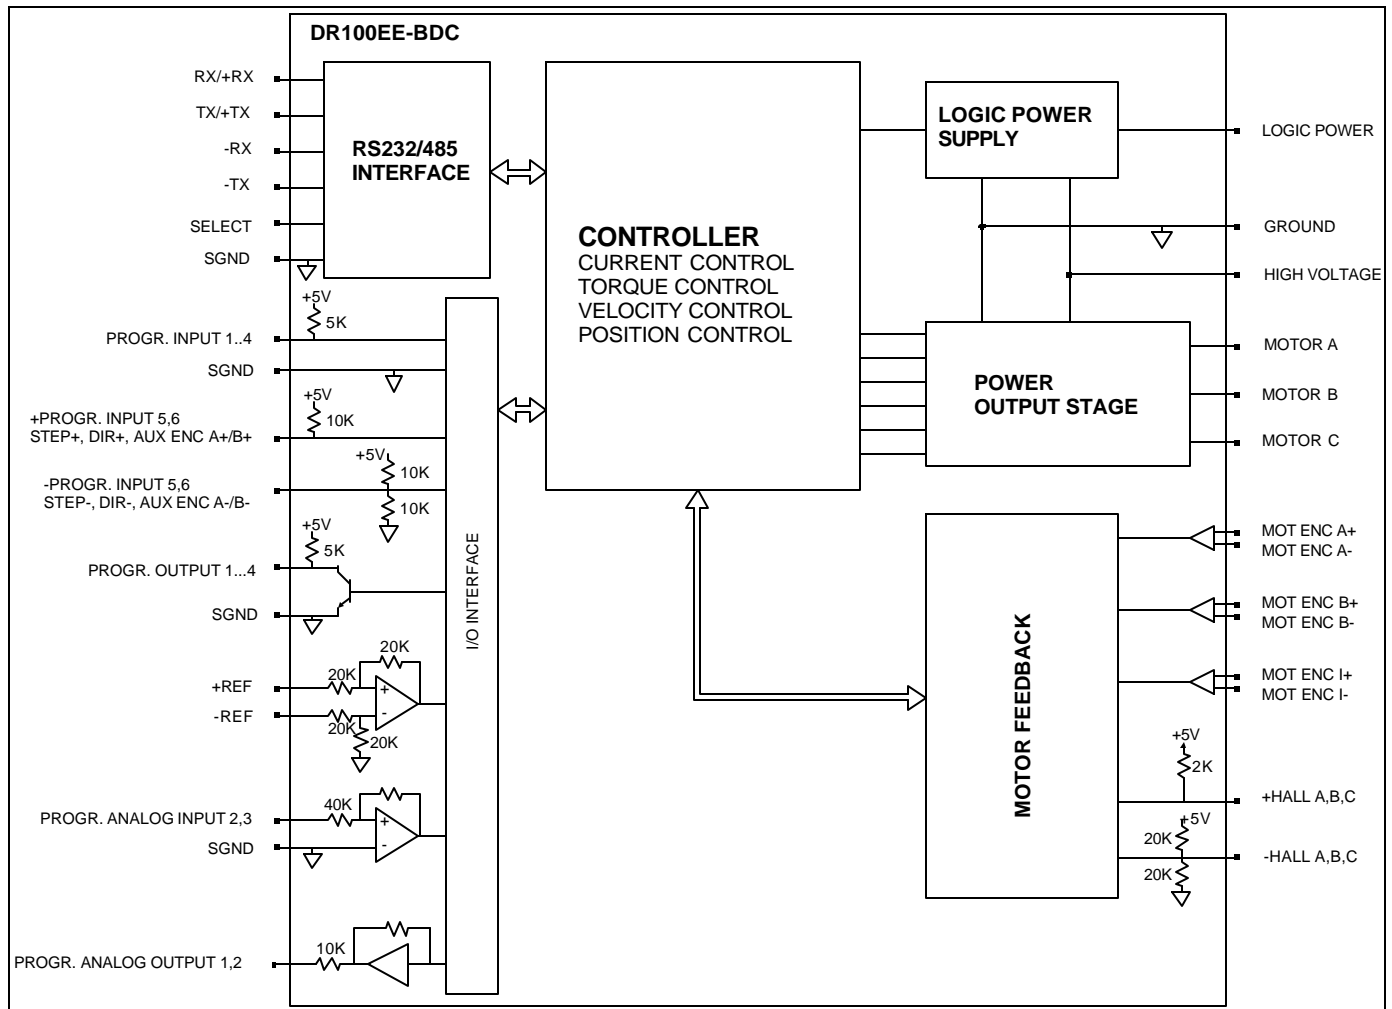 DR100EE-BDC
RX/+RX
TX/+TX
-RX
-TX
SELECT
SGND
RS232/485
INTERFACE
CONTROLLER
CURRENT CONTROL
TORQUE CONTROL
VELOCITY CONTROL
POSITION CONTROL
LOGIC POWER
SUPPLY
LOGIC POWER
GROUND
HIGH VOLTAGE
POWER
OUTPUT STAGE
MOTOR A
MOTOR B
MOTOR C
+5V
5K
PROGR. INPUT 1..4
SGND
+5V
10K
+PROGR. INPUT 5,6
STEP+, DIR+, AUX ENC A+/B+
+5V
10K
10K
-PROGR. INPUT 5,6
STEP-, DIR-, AUX ENC A-/B-
+5V
5K
PROGR. OUTPUT 1...4
SGND
I/O INTERFACE
20K
20K
+REF
+
-REF
-
20K
20K
40K
PROGR. ANALOG INPUT 2,3
+
SGND
-
10K
PROGR. ANALOG OUTPUT 1,2
MOTOR FEEDBACK
MOT ENC A+
MOT ENC A-
MOT ENC B+
MOT ENC B-
MOT ENC I+
MOT ENC I-
+5V
2K
+HALL A,B,C
+5V
20K
-HALL A,B,C
20K